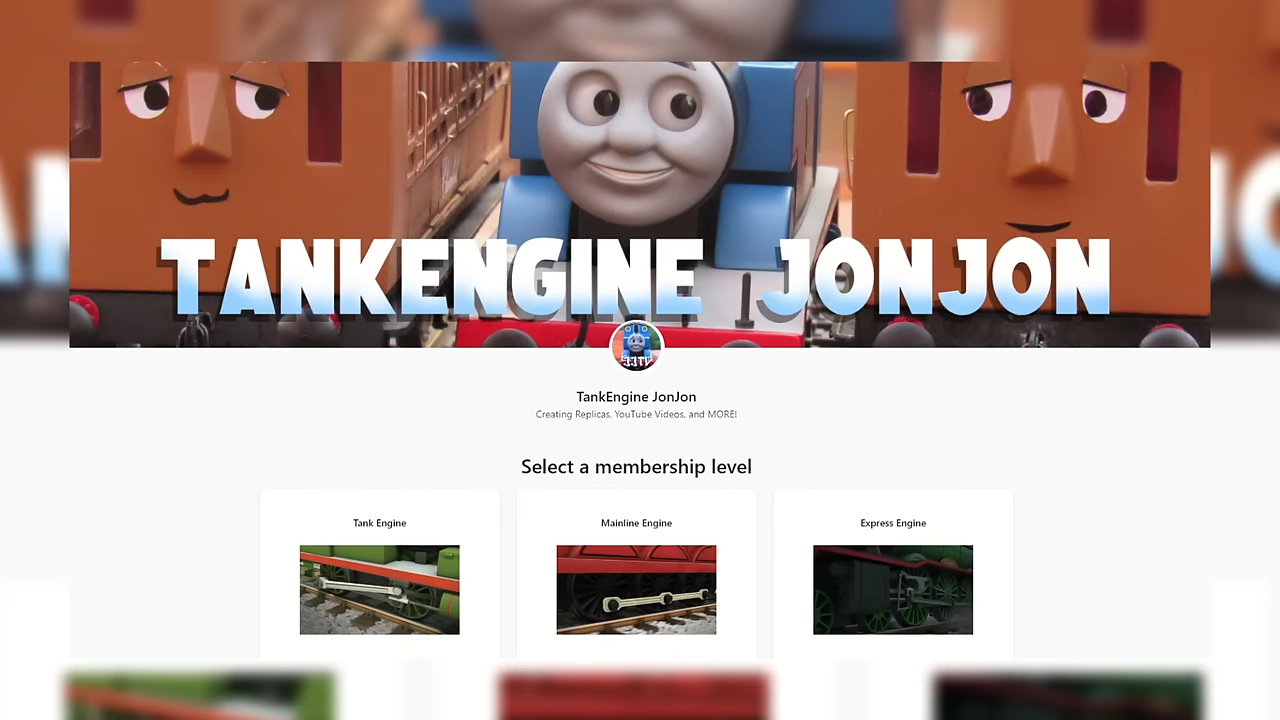 TANKENGINE JONJON
TankEngine JonJon
Creating Replicas, YouTube Videos, and MORE!
Select a membership level
Tank Engine
Mainline Engine
Express Engine